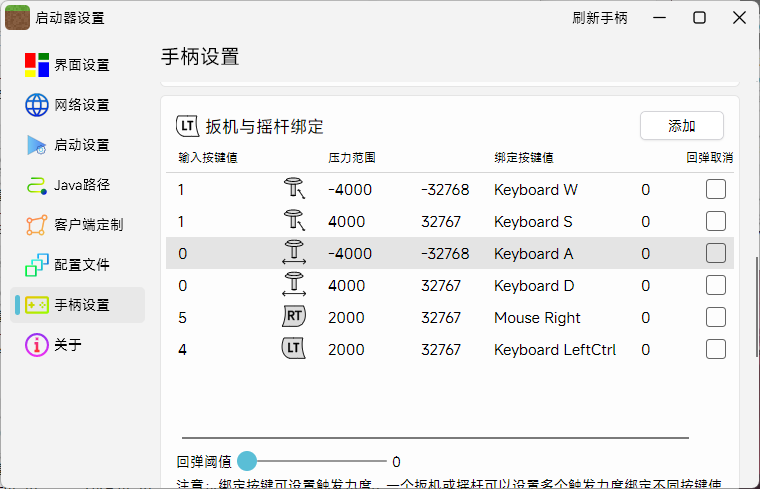 启动器设置
刷新手柄
界面设置
网络设置
启动设置
Java路径
客户端定制
配置文件
手柄设置
关于
手柄设置
LT 扳机与摇杆绑定
添加
输入按键值 压力范围 绑定按键值 回弹取消
1 -4000 -32768 Keyboard W 0
1 4000 32767 Keyboard S 0
0 -4000 -32768 Keyboard A 0
0 4000 32767 Keyboard D 0
5 RT 2000 32767 Mouse Right 0
4 LT 2000 32767 Keyboard LeftCtrl 0
回弹阈值 0
注意：绑定按键可设置触发力度，一个扳机或摇杆可以设置多个触发力度绑定不同按键使